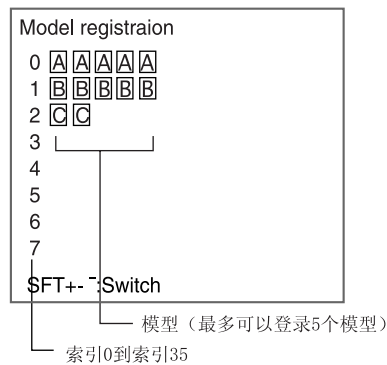 Model registraion
0 A A A A A
1 B B B B B
2 C C
3
4
5
6
7
SFT+- ¯:Switch
模型（最多可以登录5个模型）
索引0到索引35